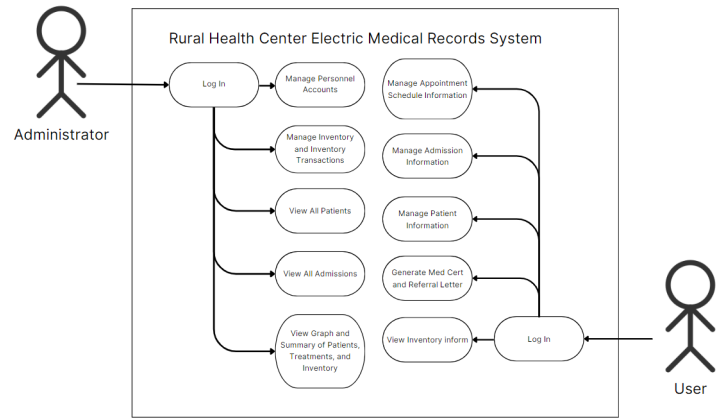 Rural Health Center Electric Medical Records System
Administrator
Log In
Manage Personnel
Accounts
Manage Inventory
and Inventory
Transactions
View All Patients
View All Admissions
View Graph and
Summary of Patients,
Treatments, and
Inventory
Manage Appointment
Schedule Information
Manage Admission
Information
Manage Patient
Information
Generate Med Cert
and Referral Letter
View Inventory inform
Log In
User